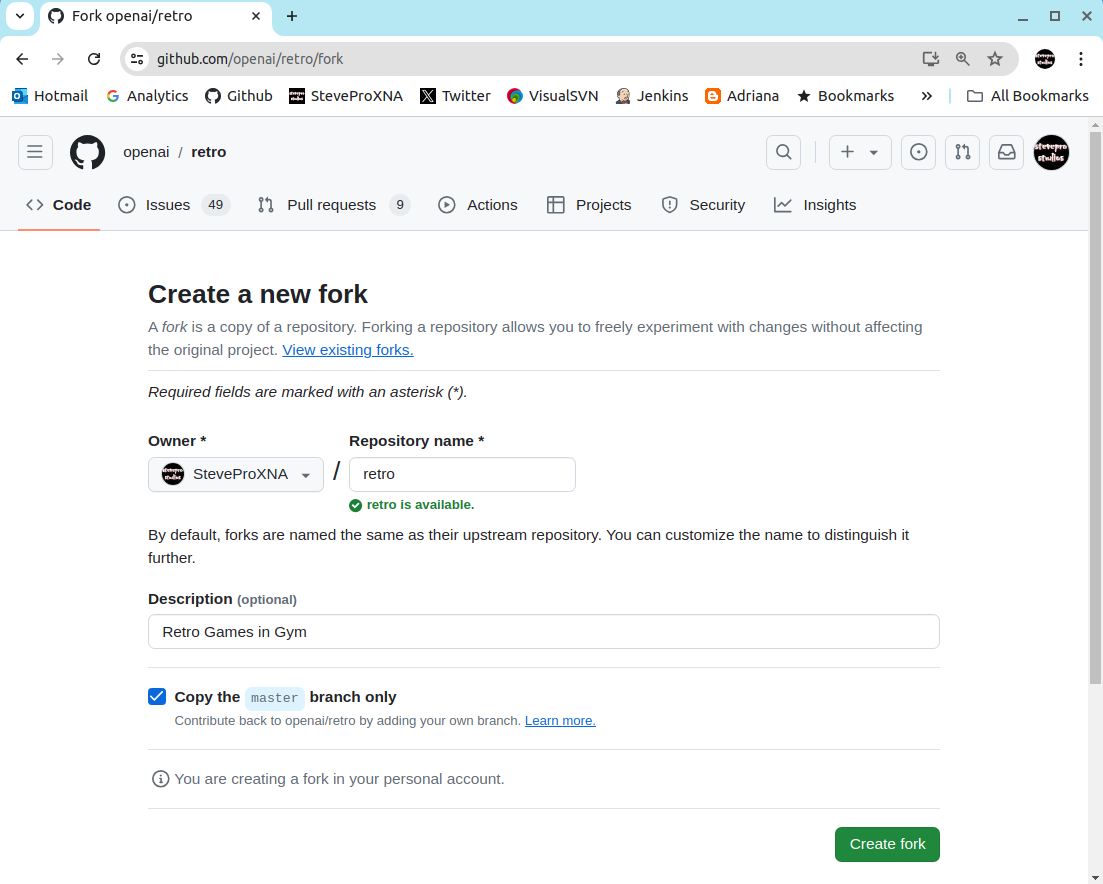 Fork openai/retro
github.com/openai/retro/fork
Hotmail Analytics Github SteveProXNA Twitter VisualSVN Jenkins Adriana Bookmarks » All Bookmarks
openai / retro
stevepro studios
Code Issues 49 Pull requests 9 Actions Projects Security Insights
Create a new fork
A fork is a copy of a repository. Forking a repository allows you to freely experiment with changes without affecting
the original project. View existing forks.
Required fields are marked with an asterisk (*).
Owner * Repository name *
SteveProXNA / retro
retro is available.
By default, forks are named the same as their upstream repository. You can customize the name to distinguish it
further.
Description (optional)
Retro Games in Gym
Copy the master branch only
Contribute back to openai/retro by adding your own branch. Learn more.
You are creating a fork in your personal account.
Create fork